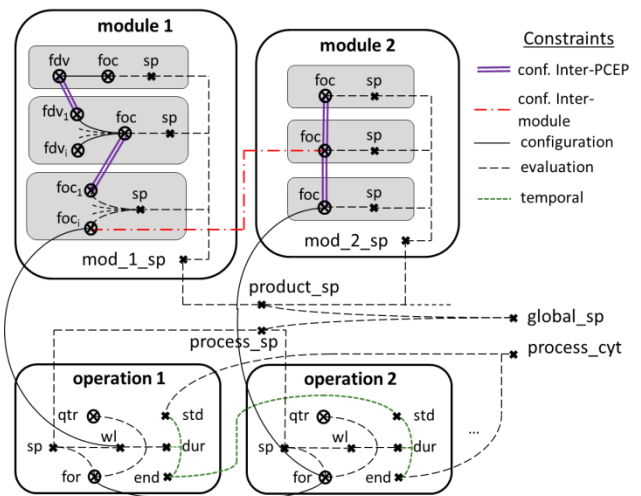 module 1
fdv foc sp
fdv1
foc sp
fdvi
foc1
sp
foci
mod_1_sp
module 2
foc sp
foc sp
foc sp
mod_2_sp
Constraints
conf. Inter-PCEP
conf. Inter-
module
configuration
evaluation
temporal
product_sp
global_sp
process_sp
process_cyt
operation 1
qtr std
sp wl dur
for end
operation 2
qtr std
sp wl dur
for end
...